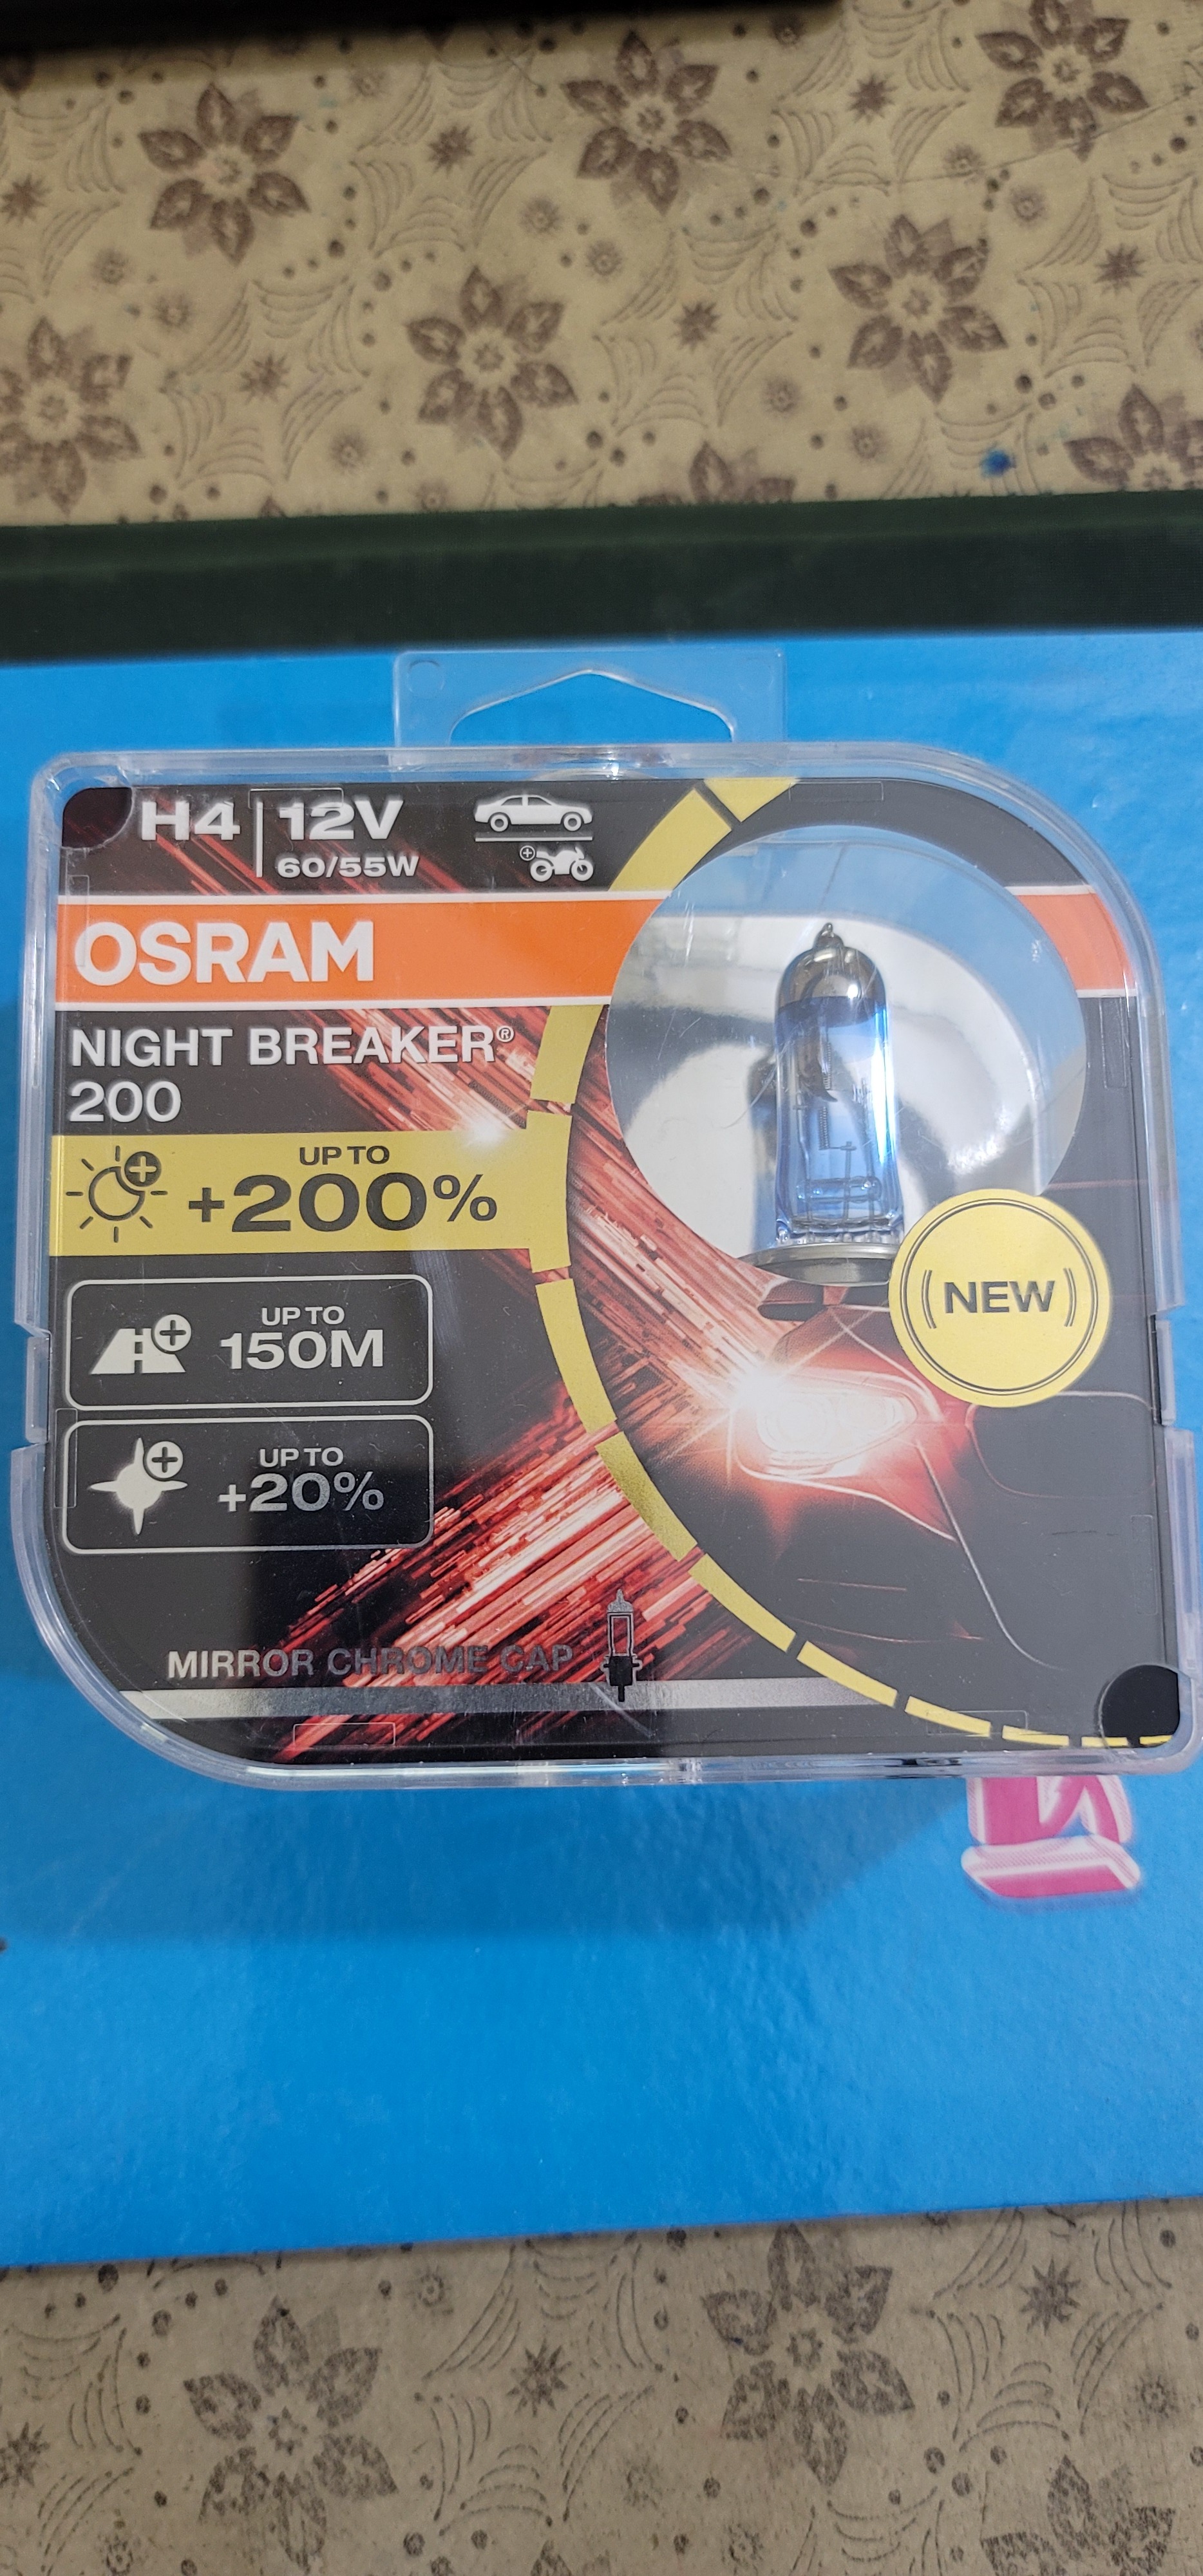 H4 12V
60/55W
OSRAM
NIGHT BREAKER®
200
UP TO
+200%
UP TO
150M
UP TO
+20%
NEW
MIRROR CHROME CAP